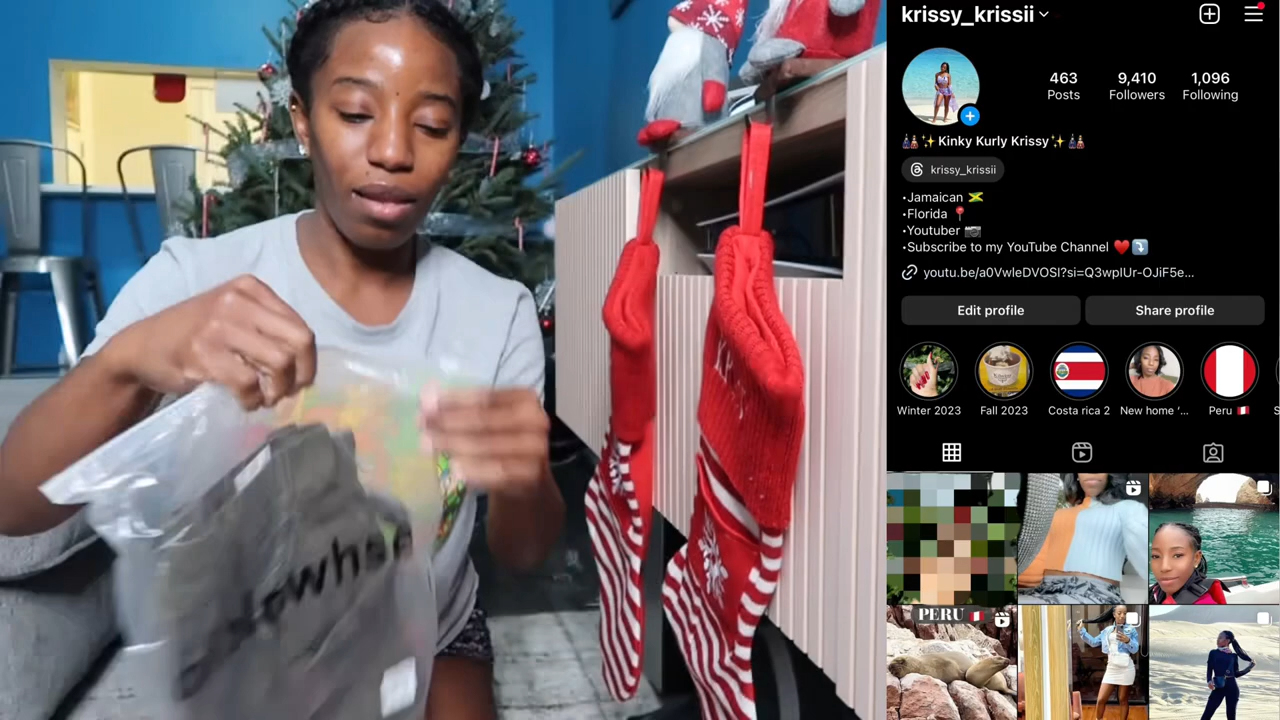 krissy_krissii
463
9,410
1,096
Posts
Followers
Following
Kinky Kurly Krissy
krissy_krissii
•Jamaican
•Florida
•Youtuber
•Subscribe to my YouTube Channel
youtu.be/a0VwleDVOSI?si=Q3wpIUr-OJiF5e...
Edit profile
Share profile
Winter 2023
Fall 2023
Costa rica 2
New home '...
Peru
PERU